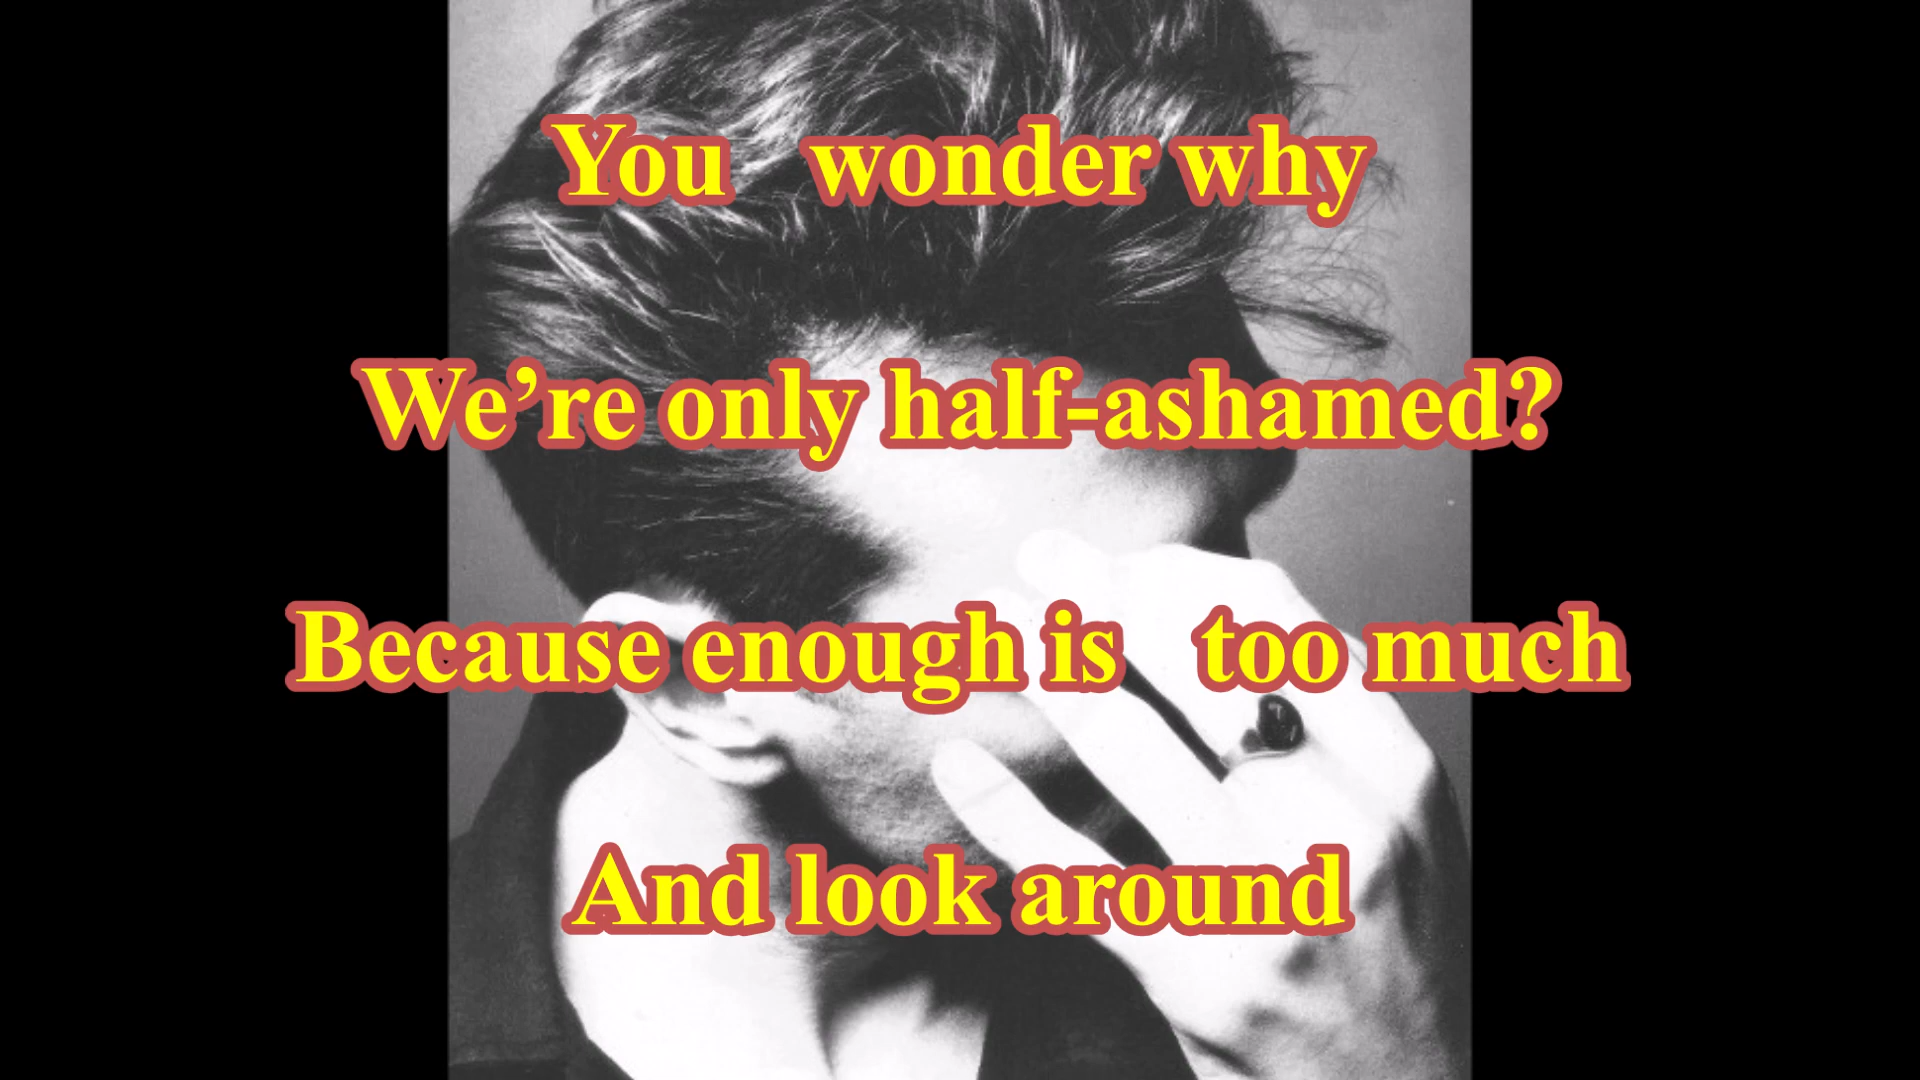 You wonder why
We’re only half-ashamed?
Because enough is too much
And look around